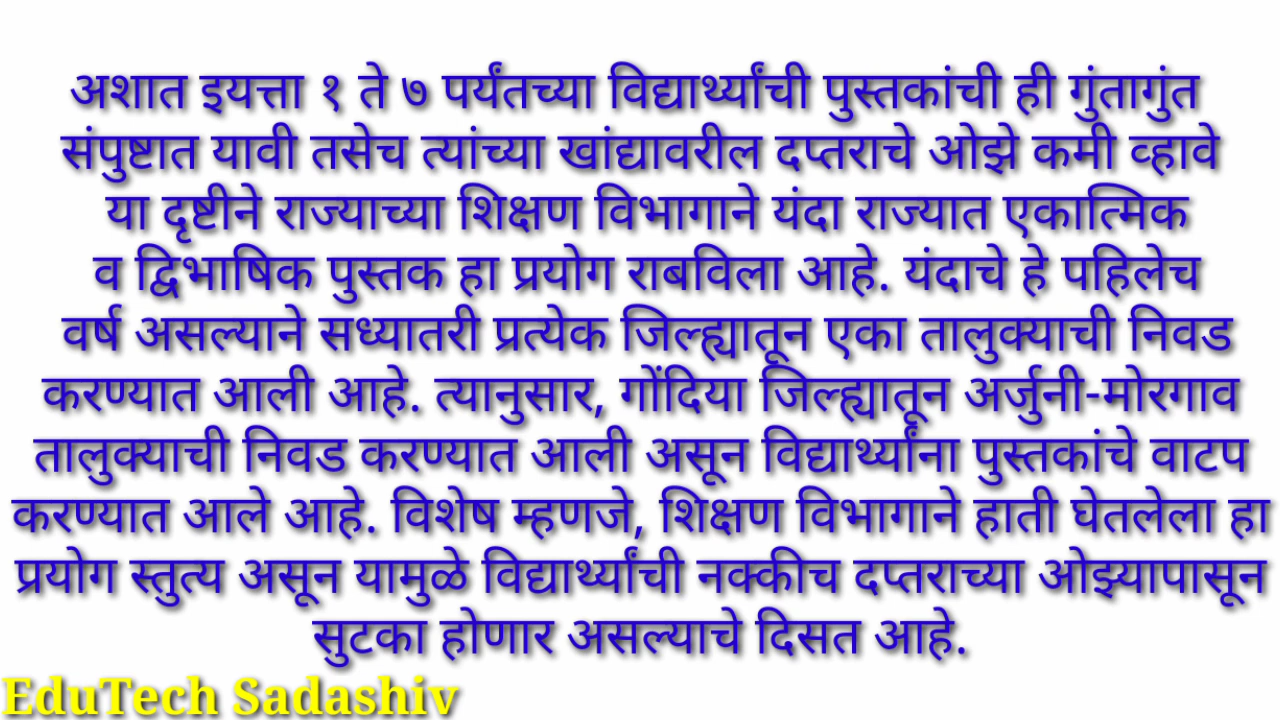 अशात इयत्ता १ ते ७ पर्यंतच्या विद्यार्थ्यांची पुस्तकांची ही गुंतागुंत
संपुष्टात यावी तसेच त्यांच्या खांद्यावरील दप्तराचे ओझे कमी व्हावे
या दृष्टीने राज्याच्या शिक्षण विभागाने यंदा राज्यात एकात्मिक
व द्विभाषिक पुस्तक हा प्रयोग राबविला आहे. यंदाचे हे पहिलेच
वर्ष असल्याने सध्यातरी प्रत्येक जिल्ह्यातून एका तालुक्याची निवड
करण्यात आली आहे. त्यानुसार, गोंदिया जिल्ह्यातून अर्जुनी-मोरगाव
तालुक्याची निवड करण्यात आली असून विद्यार्थ्यांना पुस्तकांचे वाटप
करण्यात आले आहे. विशेष म्हणजे, शिक्षण विभागाने हाती घेतलेला हा
प्रयोग स्तुत्य असून यामुळे विद्यार्थ्यांची नक्कीच दप्तराच्या ओझ्यापासून
सुटका होणार असल्याचे दिसत आहे.
EduTech Sadashiv